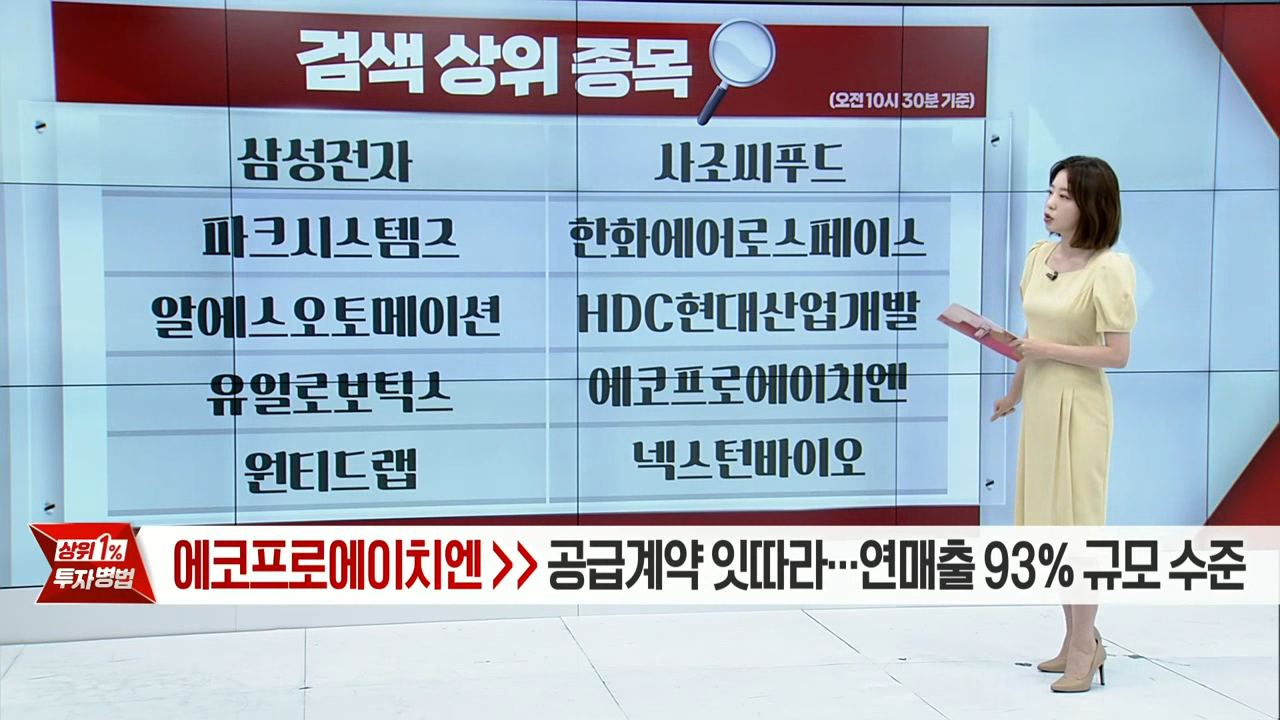 검색 상위 종목
(오전 10시 30분 기준)
삼성전자
사조씨푸드
파크시스템즈
한화에어로스페이스
알에스오토메이션
HDC현대산업개발
유일로보틱스
에코프로에이치엔
원티드랩
넥스턴바이오
상위 1%
투자병법
에코프로에이치엔 >> 공급계약 잇따라…연매출 93% 규모 수준